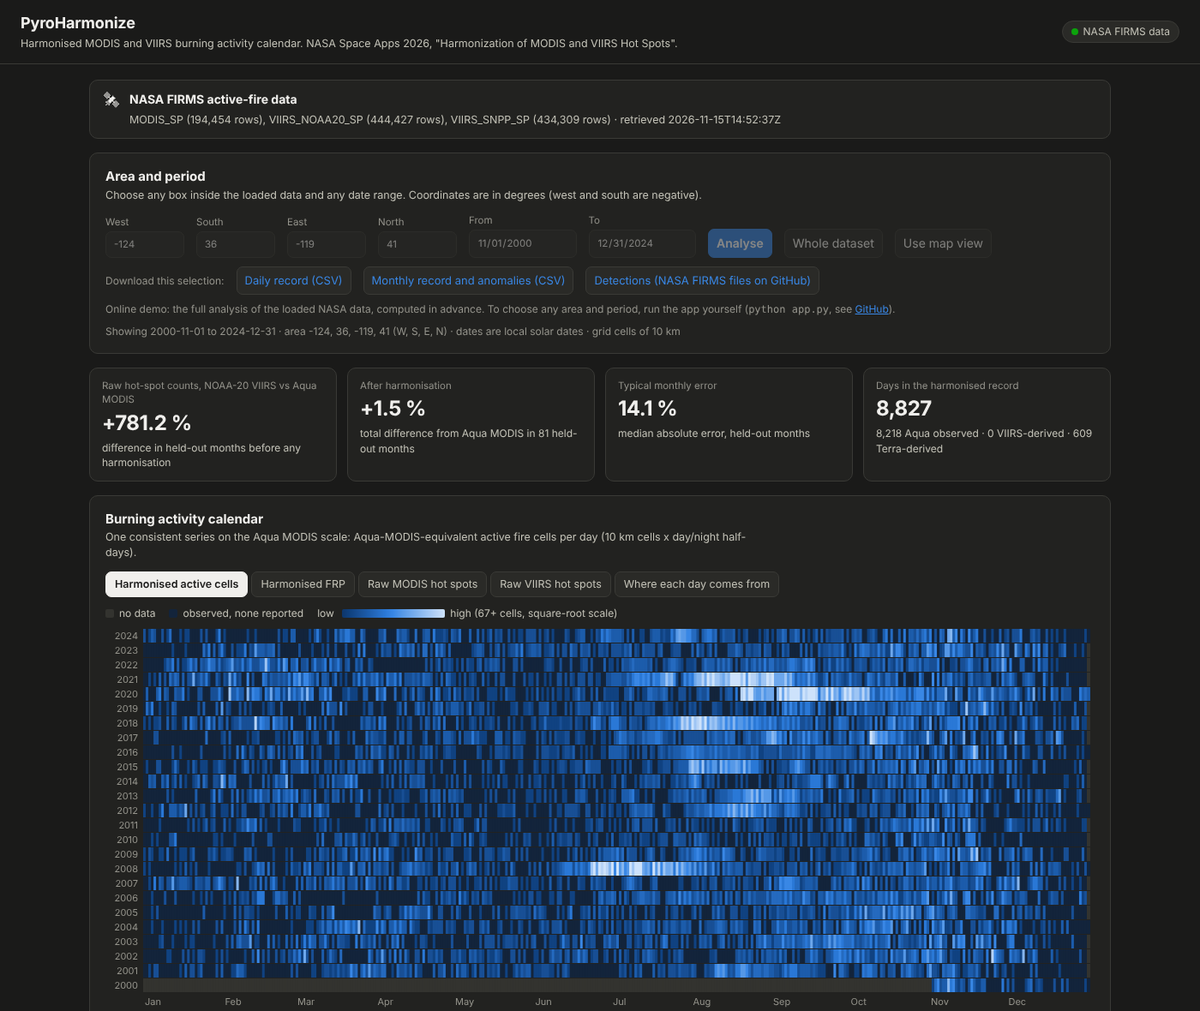 PyroHarmonize
Harmonised MODIS and VIIRS burning activity calendar. NASA Space Apps 2026, "Harmonization of MODIS and VIIRS Hot Spots".
NASA FIRMS data
NASA FIRMS active-fire data
MODIS_SP (194,454 rows), VIIRS_NOAA20_SP (444,427 rows), VIIRS_SNPP_SP (434,309 rows) · retrieved 2026-11-15T14:52:37Z
Area and period
Choose any box inside the loaded data and any date range. Coordinates are in degrees (west and south are negative).
West South East North From To
-124 36 -119 41 11/01/2000 12/31/2024 Analyse Whole dataset Use map view
Download this selection: Daily record (CSV) Monthly record and anomalies (CSV) Detections (NASA FIRMS files on GitHub)
Online demo: the full analysis of the loaded NASA data, computed in advance. To choose any area and period, run the app yourself (python app.py, see GitHub).
Showing 2000-11-01 to 2024-12-31 · area -124, 36, -119, 41 (W, S, E, N) · dates are local solar dates · grid cells of 10 km
Raw hot-spot counts, NOAA-20 VIIRS vs Aqua
MODIS
+781.2 %
difference in held-out months before any
harmonisation
After harmonisation
+1.5 %
total difference from Aqua MODIS in 81 held-
out months
Typical monthly error
14.1 %
median absolute error, held-out months
Days in the harmonised record
8,827
8,218 Aqua observed · 0 VIIRS-derived · 609
Terra-derived
Burning activity calendar
One consistent series on the Aqua MODIS scale: Aqua-MODIS-equivalent active fire cells per day (10 km cells x day/night half-
days).
Harmonised active cells Harmonised FRP Raw MODIS hot spots Raw VIIRS hot spots Where each day comes from
no data observed, none reported low high (67+ cells, square-root scale)
2024
2023
2022
2021
2020
2019
2018
2017
2016
2015
2014
2013
2012
2011
2010
2009
2008
2007
2006
2005
2004
2003
2002
2001
2000
Jan Feb Mar Apr May Jun Jul Aug Sep Oct Nov Dec